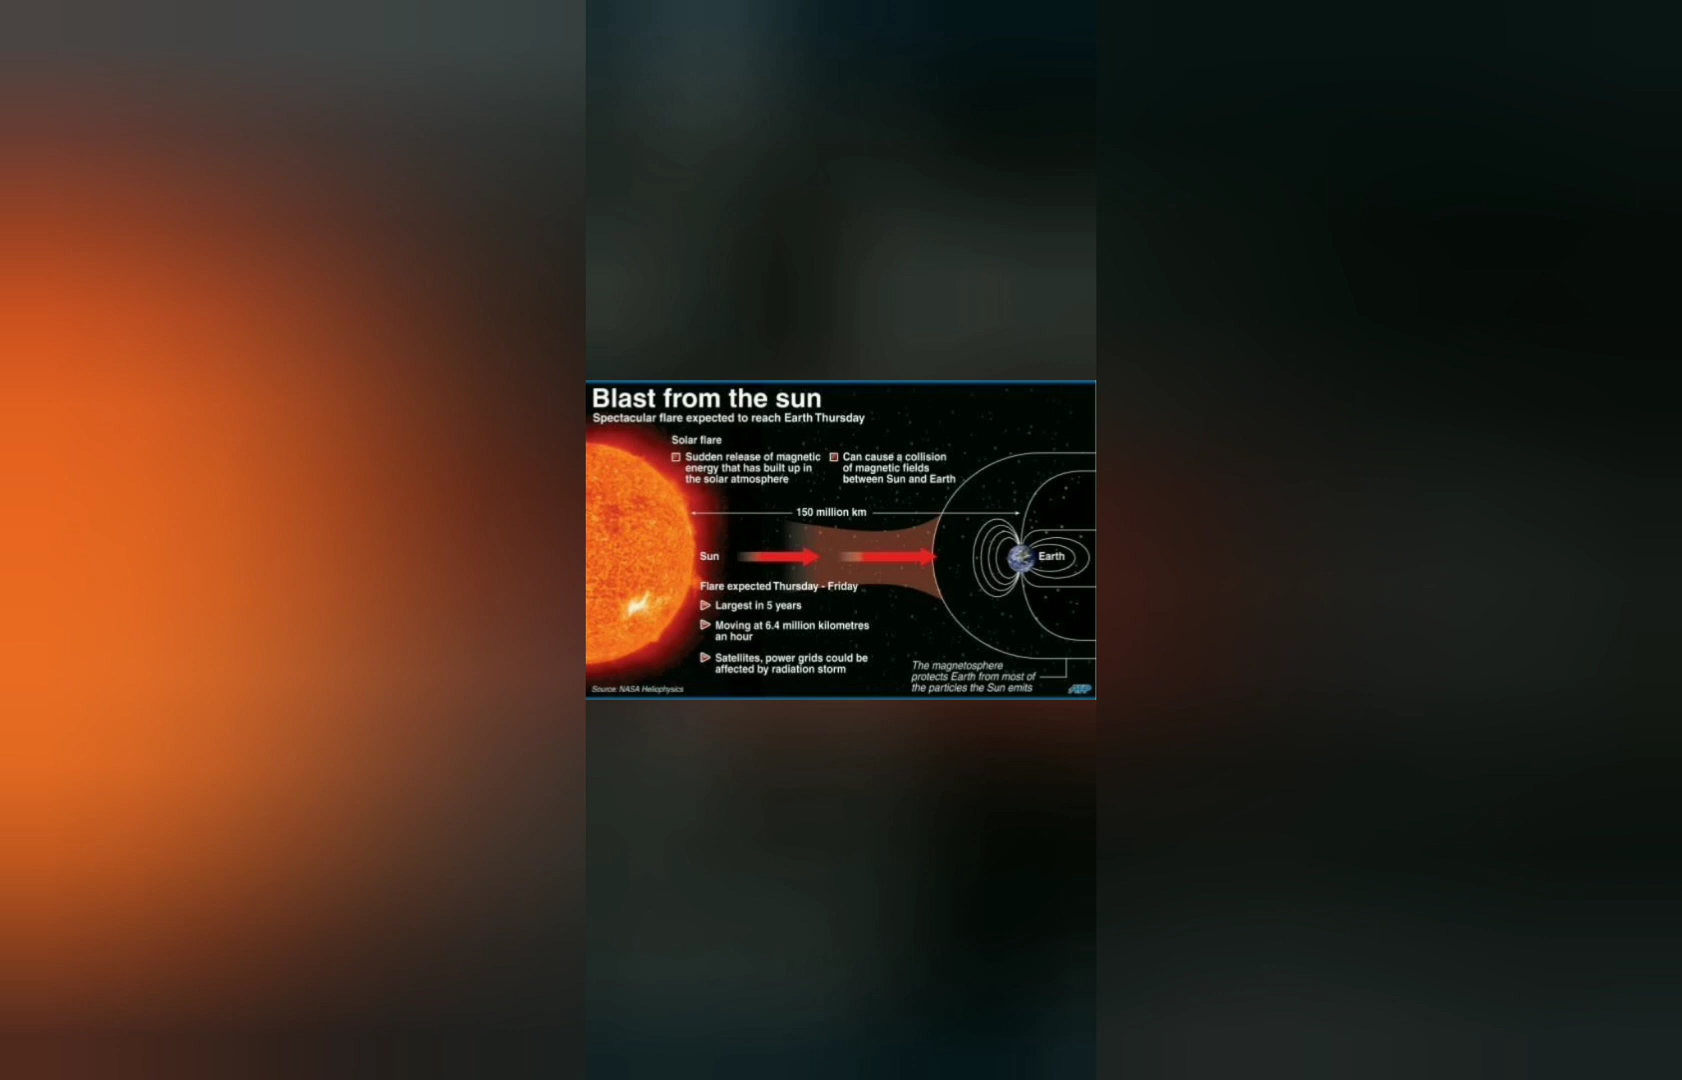 Blast from the sun
Spectacular flare expected to reach Earth Thursday
Solar flare
Sudden release of magnetic
energy that has built up in
the solar atmosphere
Can cause a collision
of magnetic fields
between Sun and Earth
150 million km
Sun
Earth
Flare expected Thursday - Friday
Largest in 5 years
Moving at 6.4 million kilometres
an hour
Satellites, power grids could be
affected by radiation storm
The magnetosphere
protects Earth from most of
the particles the Sun emits
Source: NASA Heliophysics
AFP